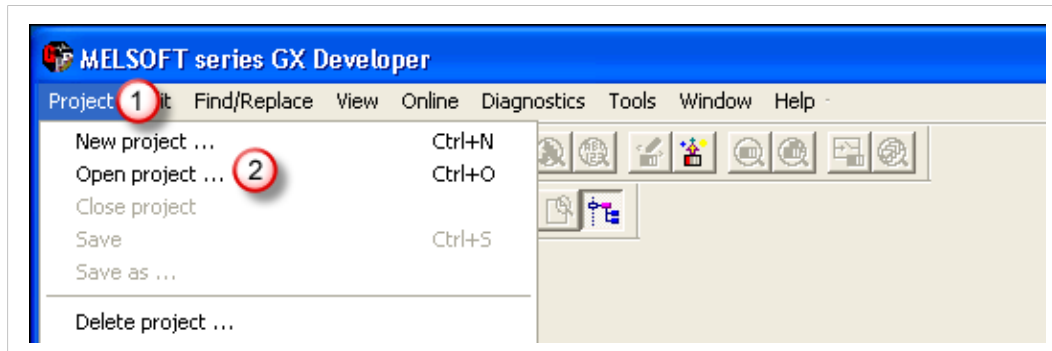 MELSOFT series GX Developer
Project 1 it Find/Replace View Online Diagnostics Tools Window Help
New project ... Ctrl+N
Open project ... 2 Ctrl+O
Close project
Save Ctrl+S
Save as ...
Delete project ...